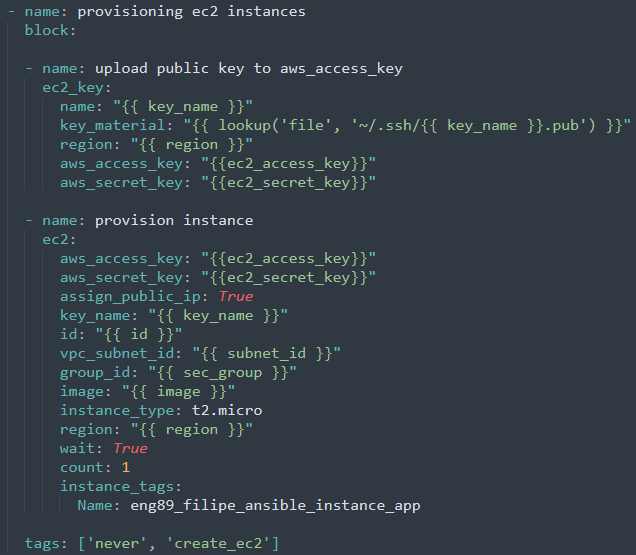 - name: provisioning ec2 instances
  block:

  - name: upload public key to aws_access_key
    ec2_key:
      name: "{{ key_name }}"
      key_material: "{{ lookup('file', '~/.ssh/{{ key_name }}.pub') }}"
      region: "{{ region }}"
      aws_access_key: "{{ec2_access_key}}"
      aws_secret_key: "{{ec2_secret_key}}"

  - name: provision instance
    ec2:
      aws_access_key: "{{ec2_access_key}}"
      aws_secret_key: "{{ec2_secret_key}}"
      assign_public_ip: True
      key_name: "{{ key_name }}"
      id: "{{ id }}"
      vpc_subnet_id: "{{ subnet_id }}"
      group_id: "{{ sec_group }}"
      image: "{{ image }}"
      instance_type: t2.micro
      region: "{{ region }}"
      wait: True
      count: 1
      instance_tags:
        Name: eng89_filipe_ansible_instance_app

  tags: ['never', 'create_ec2']